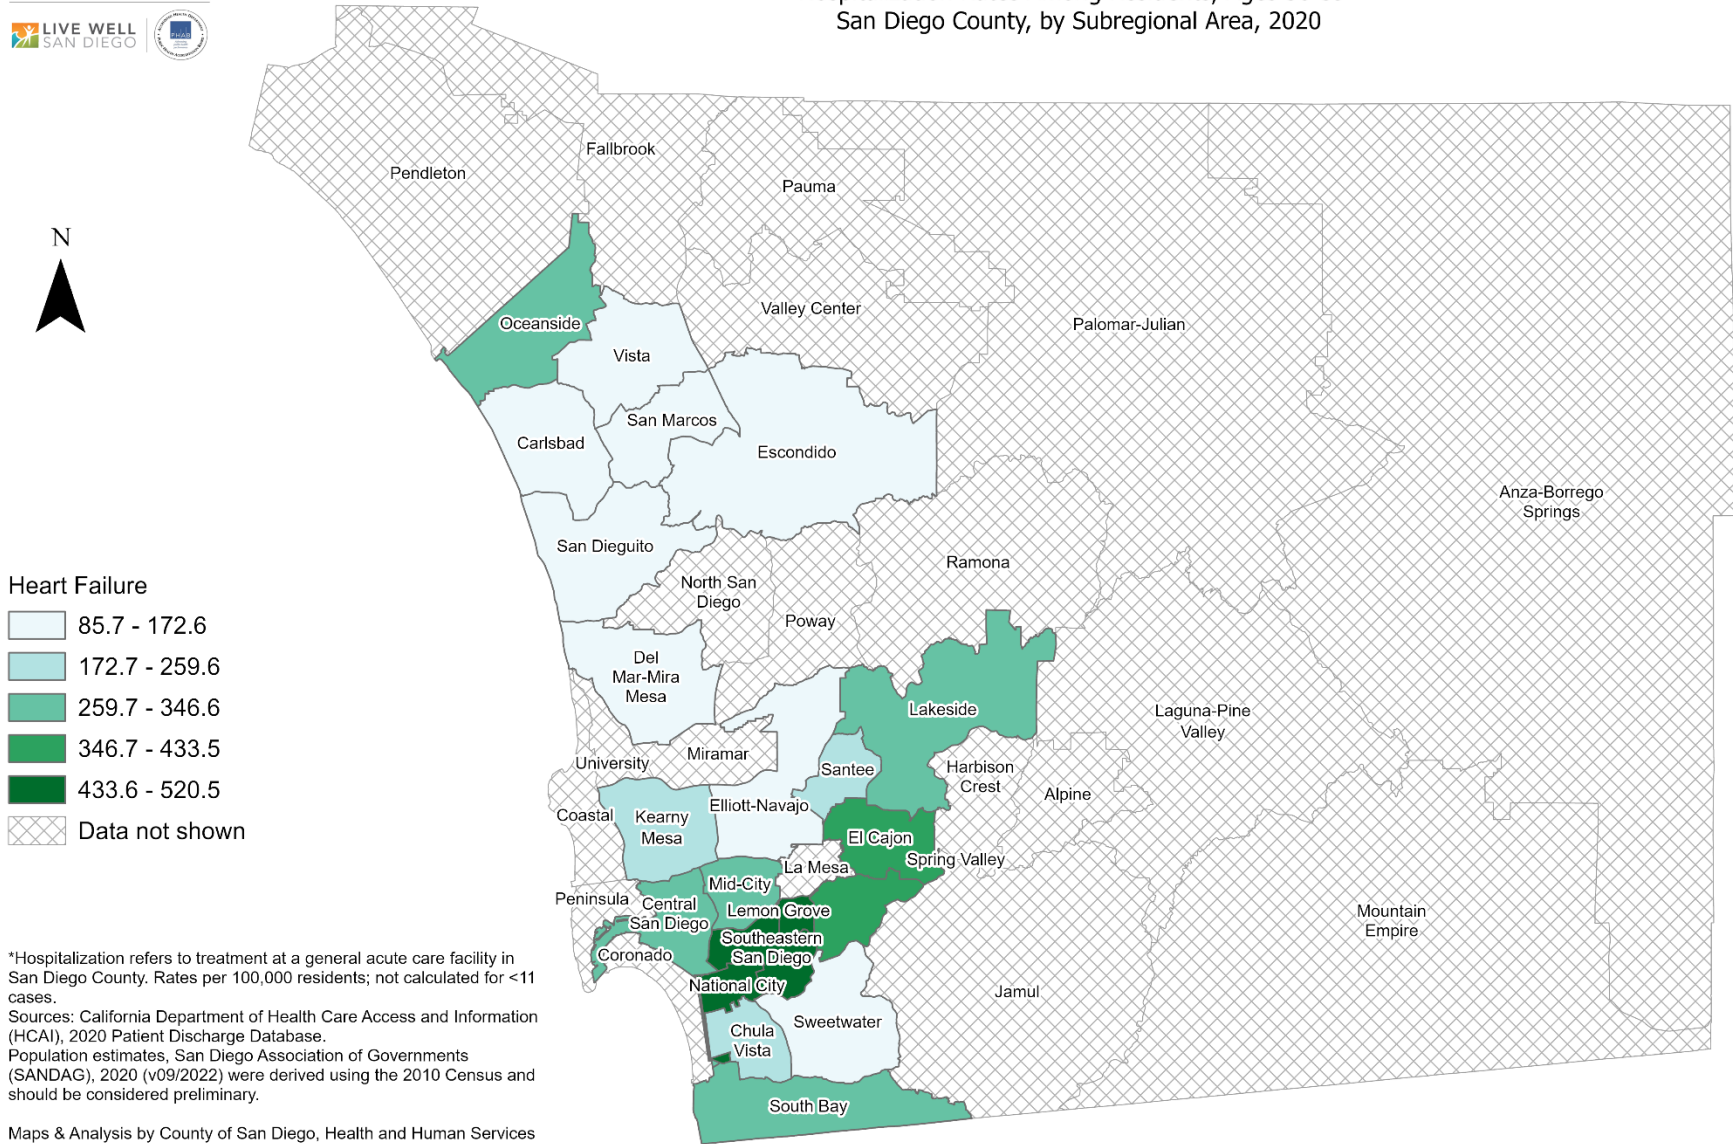 San Diego County, by Subregional Area, 2020
LIVE WELL
SAN DIEGO
PHAB
N
Pendleton
Fallbrook
Pauma
Oceanside
Vista
Valley Center
Palomar-Julian
San Marcos
Carlsbad
Escondido
Anza-Borrego
Springs
San Dieguito
North San
Diego
Poway
Ramona
Del
Mar-Mira
Mesa
Lakeside
Laguna-Pine
Valley
University
Miramar
Santee
Harbison
Crest
Alpine
Coastal
Kearny
Mesa
Elliott-Navajo
El Cajon
Spring Valley
La Mesa
Peninsula
Mid-City
Central
San Diego
Lemon Grove
Mountain
Empire
Southeastern
San Diego
Coronado
National City
Jamul
Sweetwater
Chula
Vista
South Bay
Heart Failure
85.7 - 172.6
172.7 - 259.6
259.7 - 346.6
346.7 - 433.5
433.6 - 520.5
Data not shown
*Hospitalization refers to treatment at a general acute care facility in
San Diego County. Rates per 100,000 residents; not calculated for <11
cases.
Sources: California Department of Health Care Access and Information
(HCAI), 2020 Patient Discharge Database.
Population estimates, San Diego Association of Governments
(SANDAG), 2020 (v09/2022) were derived using the 2010 Census and
should be considered preliminary.
Maps & Analysis by County of San Diego, Health and Human Services